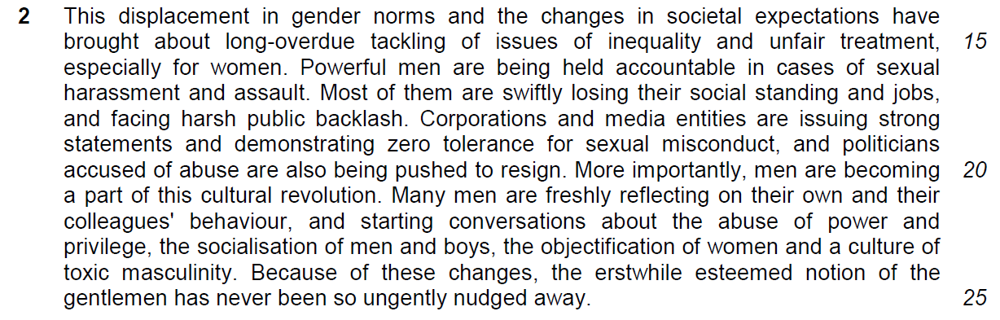 2 This displacement in gender norms and the changes in societal expectations have
brought about long-overdue tackling of issues of inequality and unfair treatment, 15
especially for women. Powerful men are being held accountable in cases of sexual
harassment and assault. Most of them are swiftly losing their social standing and jobs,
and facing harsh public backlash. Corporations and media entities are issuing strong
statements and demonstrating zero tolerance for sexual misconduct, and politicians
accused of abuse are also being pushed to resign. More importantly, men are becoming 20
a part of this cultural revolution. Many men are freshly reflecting on their own and their
colleagues' behaviour, and starting conversations about the abuse of power and
privilege, the socialisation of men and boys, the objectification of women and a culture of
toxic masculinity. Because of these changes, the erstwhile esteemed notion of the
gentlemen has never been so ungently nudged away. 25